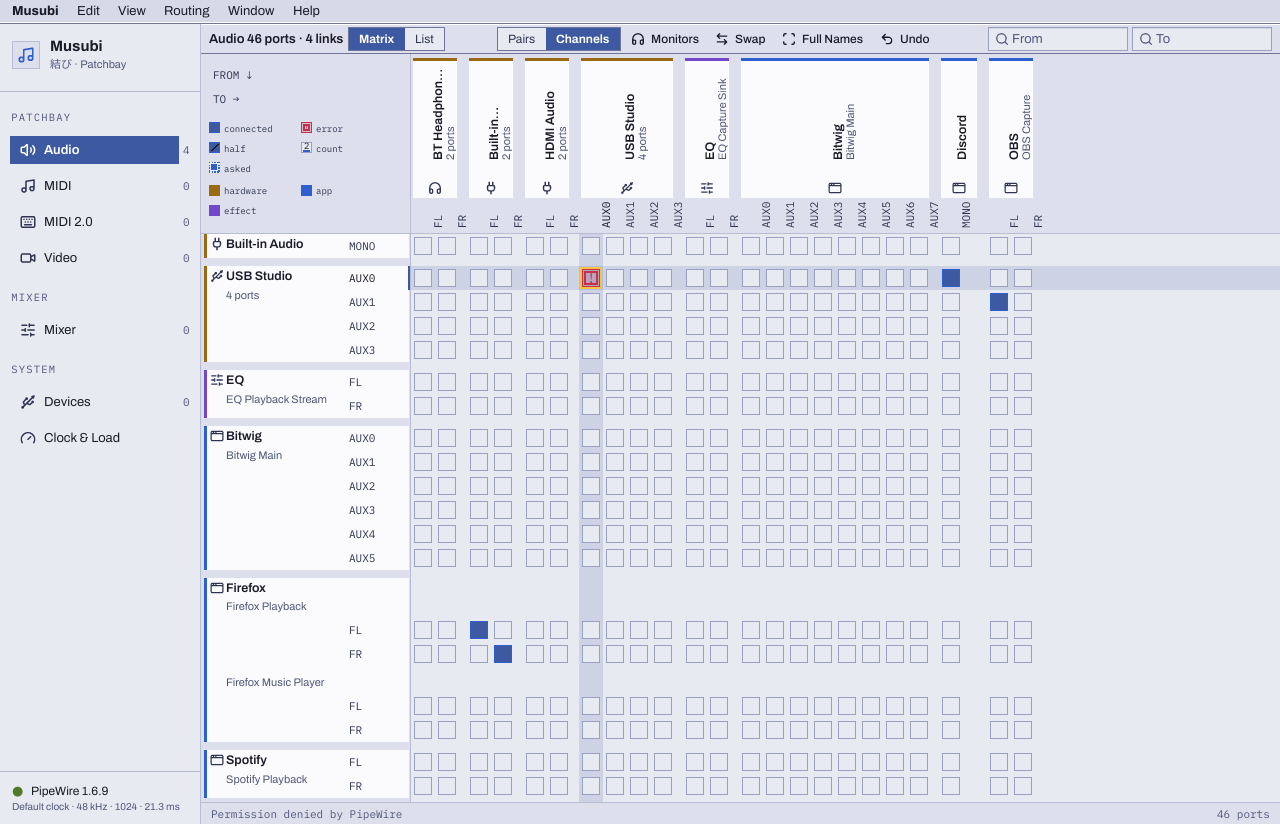 Musubi Edit View Routing Window Help
Musubi
結び · Patchbay
PATCHBAY
Audio 4
MIDI 0
MIDI 2.0 0
Video 0
MIXER
Mixer 0
SYSTEM
Devices 0
Clock & Load
PipeWire 1.6.9
Default clock · 48 kHz · 1024 · 21.3 ms
Audio 46 ports · 4 links Matrix List Pairs Channels Monitors Swap Full Names Undo From To
FROM ↓
TO →
connected error
half 2 count
asked
hardware app
effect
BT Headphon…
2 ports
Built-in…
2 ports
HDMI Audio
2 ports
USB Studio
4 ports
EQ
EQ Capture Sink
Bitwig
Bitwig Main
Discord
OBS
OBS Capture
FL FR FL FR FL FR AUX0 AUX1 AUX2 AUX3 FL FR AUX0 AUX1 AUX2 AUX3 AUX4 AUX5 AUX6 AUX7 MONO FL FR
Built-in Audio MONO
USB Studio AUX0
4 ports AUX1
AUX2
AUX3
EQ FL
EQ Playback Stream FR
Bitwig AUX0
Bitwig Main AUX1
AUX2
AUX3
AUX4
AUX5
Firefox
Firefox Playback
FL
FR
Firefox Music Player
FL
FR
Spotify FL
Spotify Playback FR
Permission denied by PipeWire 46 ports